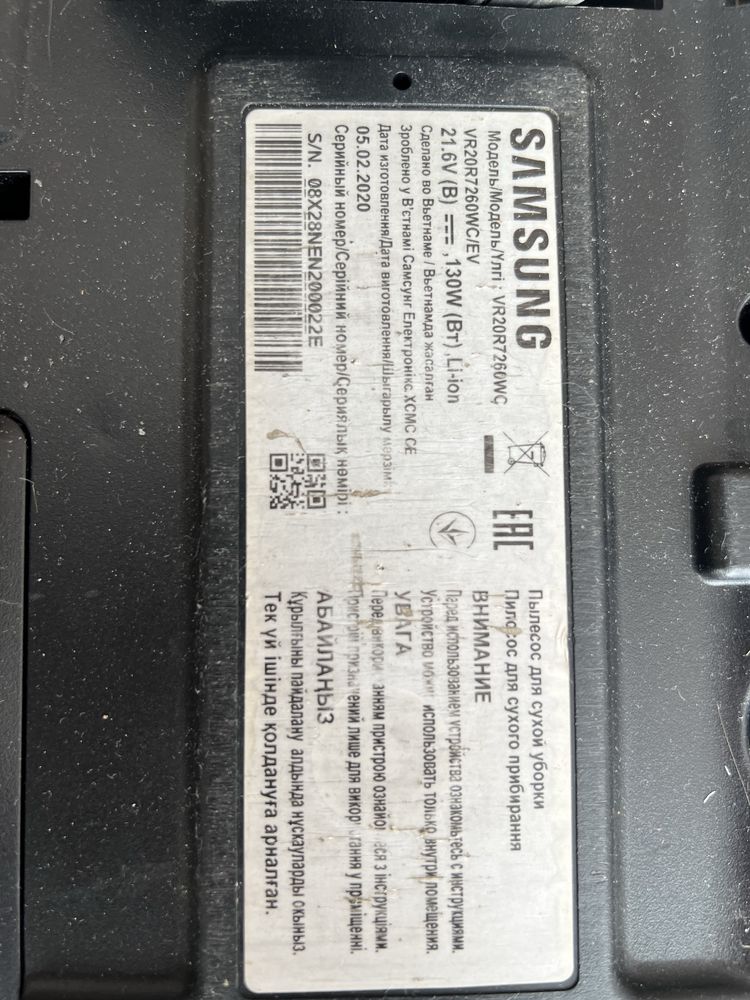 SAMSUNG
Модель/Модель/Үлгі : VR20R7260WC
VR20R7260WC/EV
21.6V (В) ⎓ , 130W (Вт) , Li-ion
Сделано во Вьетнаме / Вьетнамда жасалған
Зроблено у В'єтнамі Самсунг Електронікс ХСМС СЕ
Дата изготовления/Дата виготовлення/Шығарылу мерзімі
05.02.2020
Серийный номер/Серійний номер/Сериялық нөмірі :
S/N. 08X28NEN200022E
EAC
Пылесос для сухой уборки
Пилосос для сухого прибирання
ВНИМАНИЕ
Перед использованием устройства ознакомьтесь с инструкциями.
Устройство может использовать только внутри помещения.
УВАГА
Перед використанням пристрою ознайомтеся з інструкціями.
Пристрій призначений лише для використання у приміщенні.
АБАЙЛАҢЫЗ
Құрылғыны пайдалану алдында нұсқауларды оқыңыз.
Тек үй ішінде қолдануға арналған.